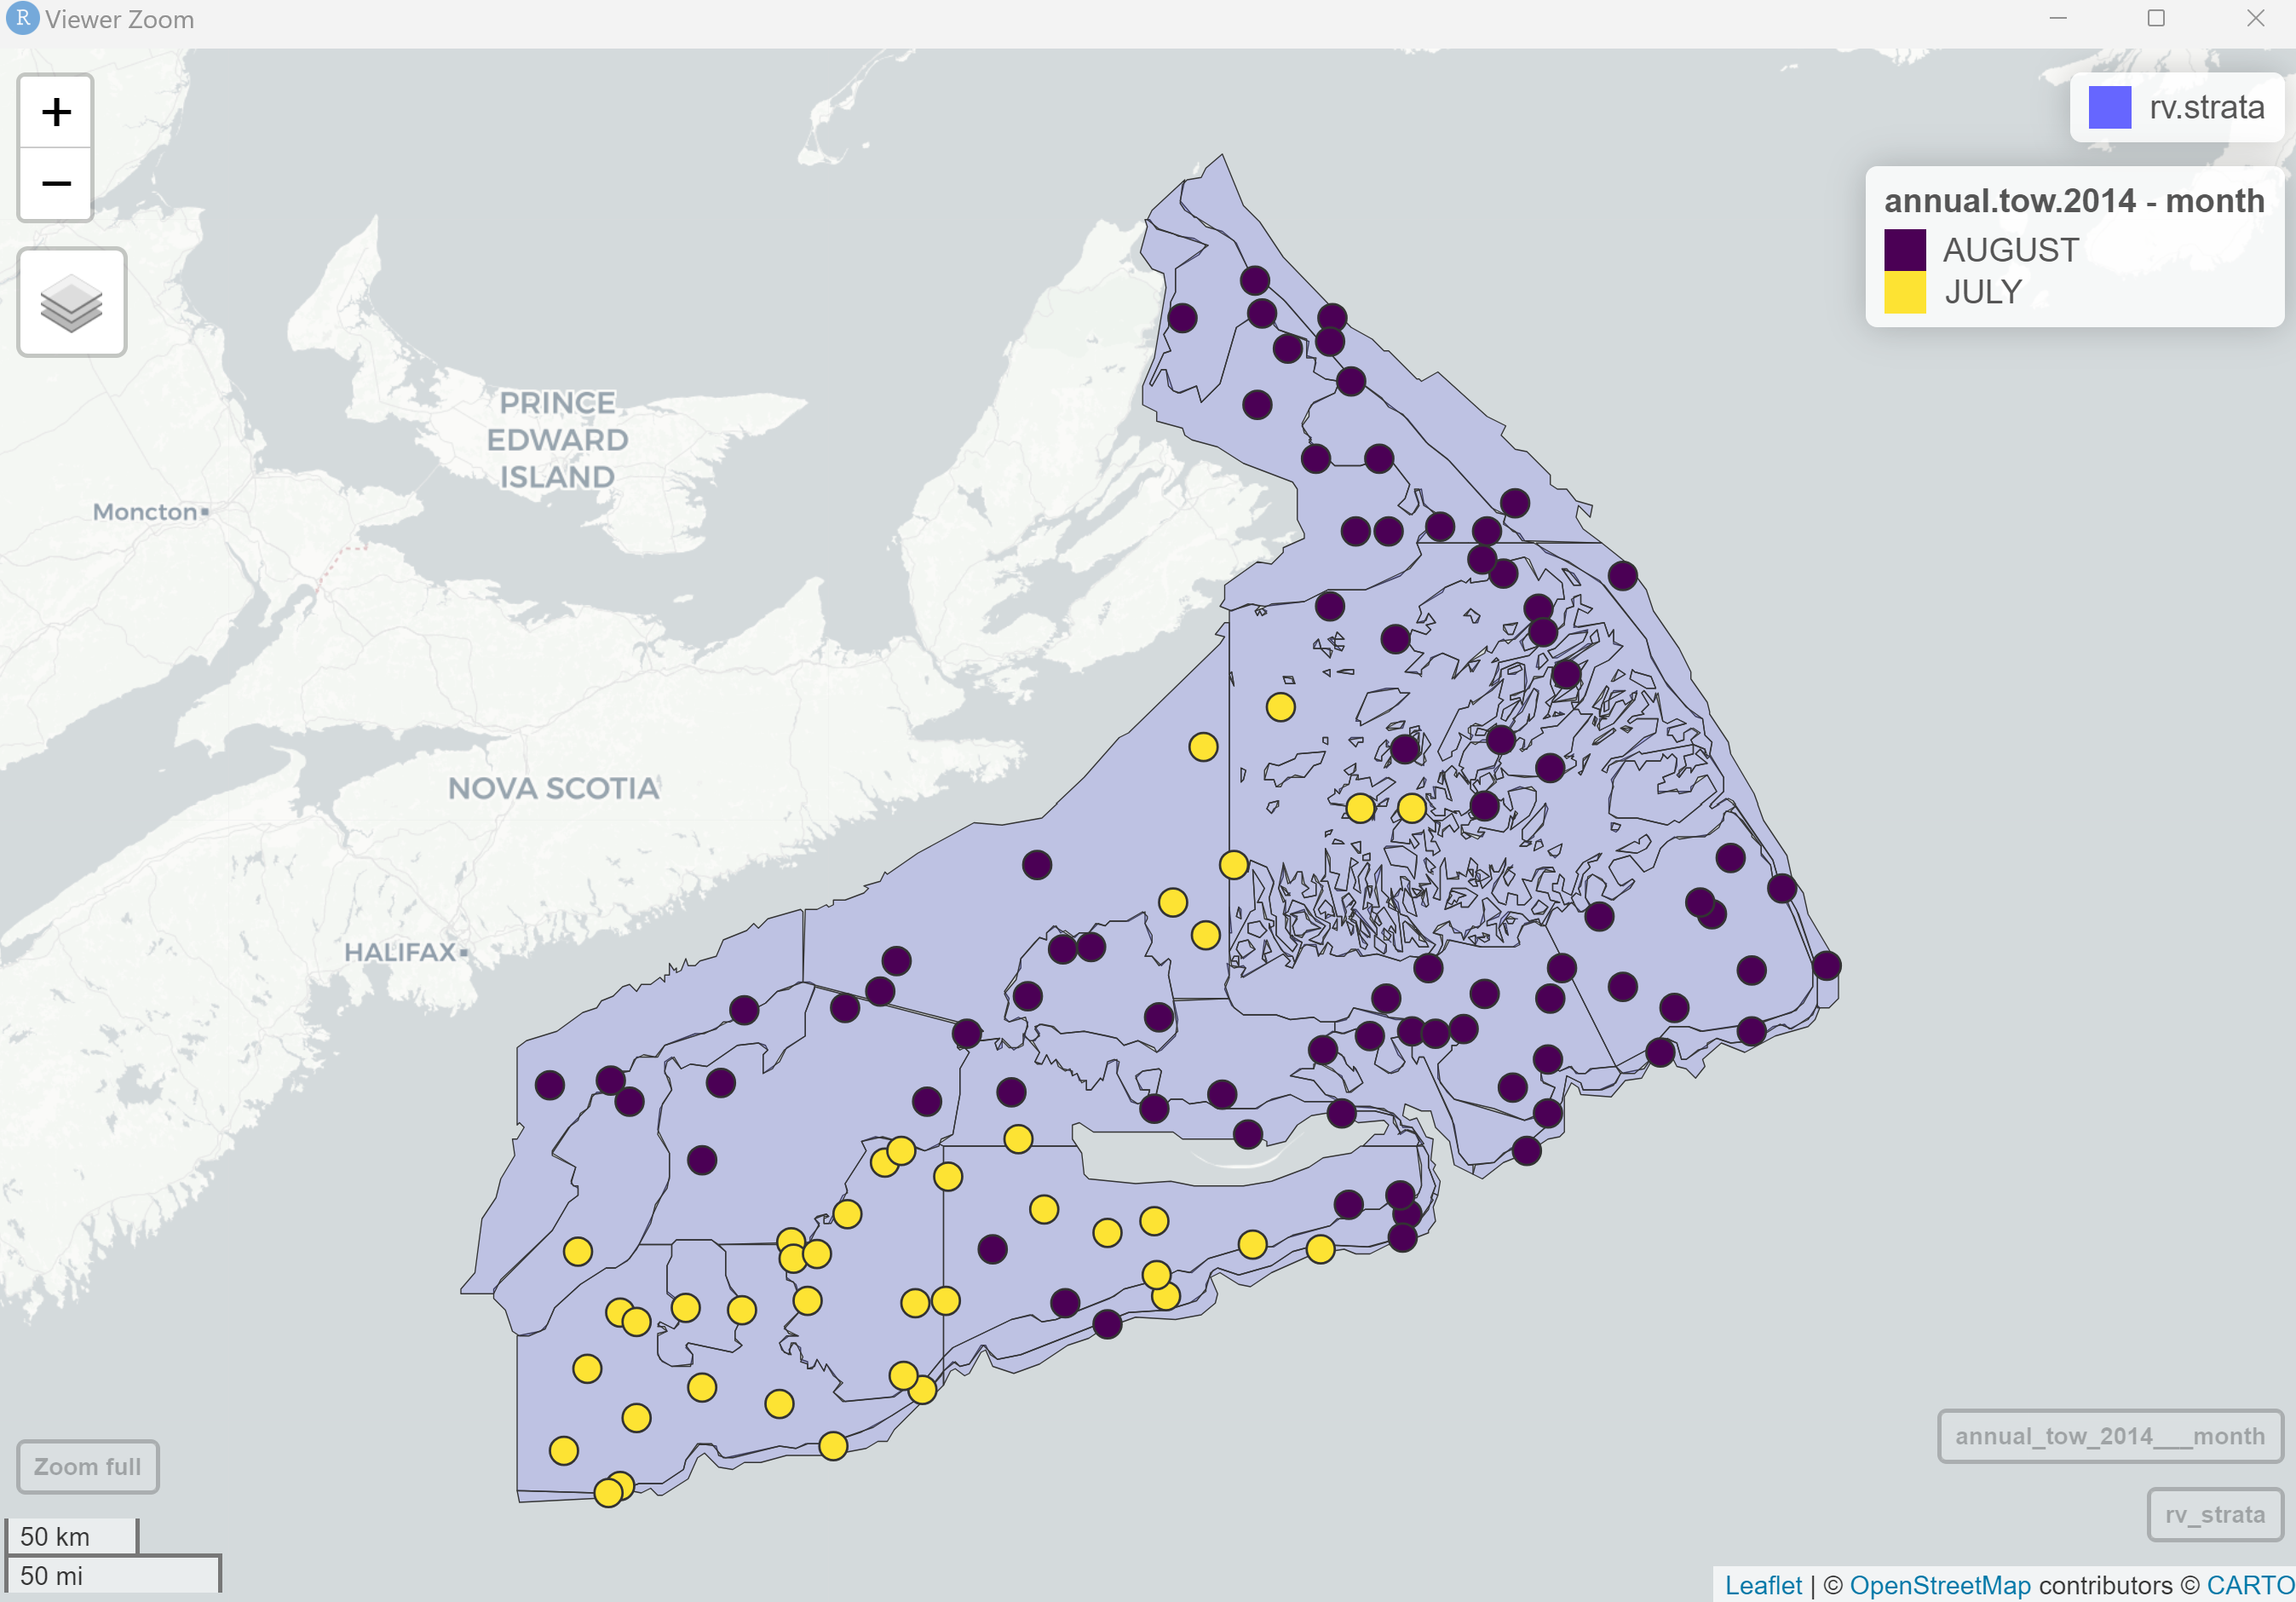 R Viewer Zoom
+
−
rv.strata
annual.tow.2014 - month
AUGUST
JULY
PRINCE
EDWARD
ISLAND
Moncton
NOVA SCOTIA
HALIFAX
Zoom full
annual_tow_2014___month
rv_strata
50 km
50 mi
Leaflet | © OpenStreetMap contributors © CARTO